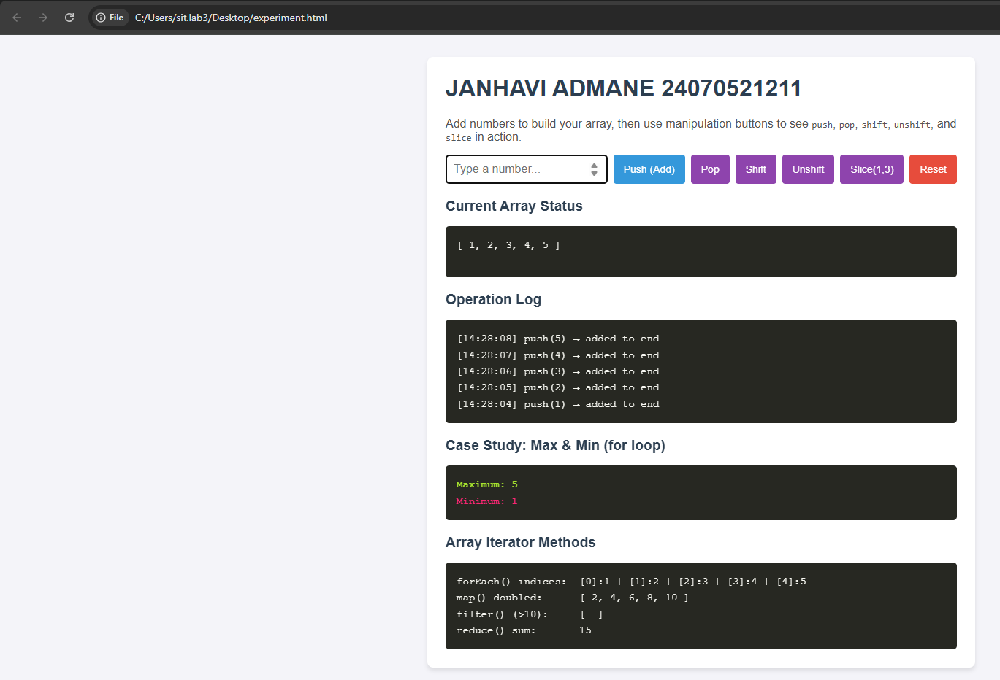 File C:/Users/sit.lab3/Desktop/experiment.html
JANHAVI ADMANE 24070521211
Add numbers to build your array, then use manipulation buttons to see push, pop, shift, unshift, and
slice in action.
Type a number... Push (Add) Pop Shift Unshift Slice(1,3) Reset
Current Array Status
[ 1, 2, 3, 4, 5 ]
Operation Log
[14:28:08] push(5) → added to end
[14:28:07] push(4) → added to end
[14:28:06] push(3) → added to end
[14:28:05] push(2) → added to end
[14:28:04] push(1) → added to end
Case Study: Max & Min (for loop)
Maximum: 5
Minimum: 1
Array Iterator Methods
forEach() indices: [0]:1 | [1]:2 | [2]:3 | [3]:4 | [4]:5
map() doubled: [ 2, 4, 6, 8, 10 ]
filter() (>10): [  ]
reduce() sum: 15